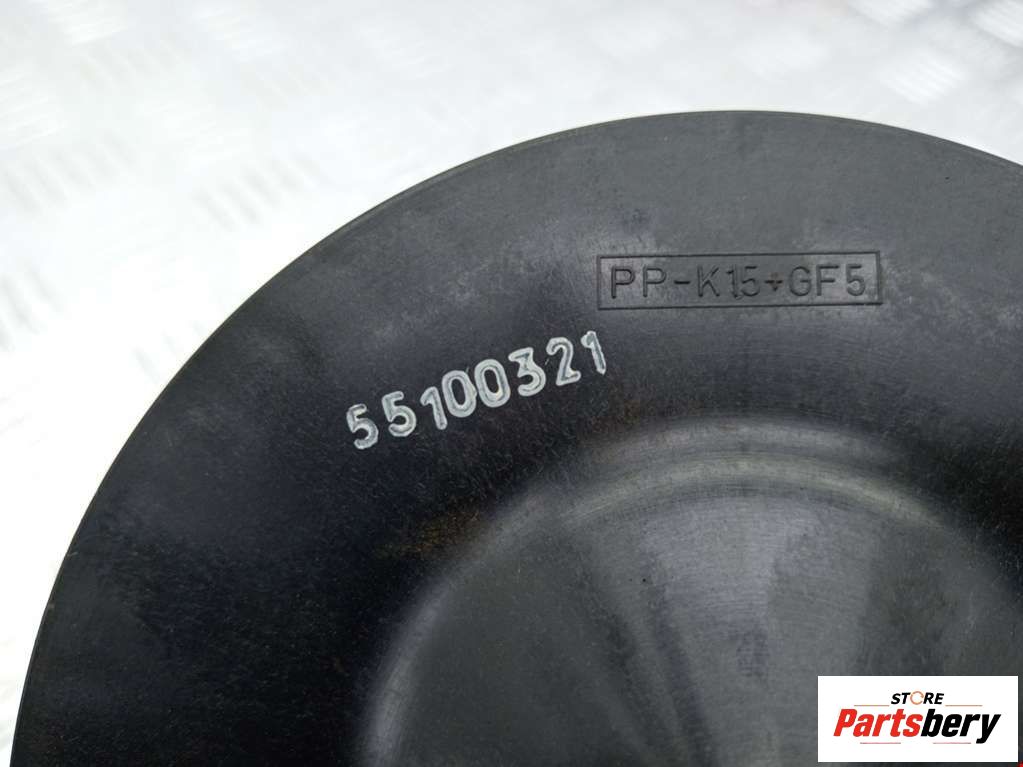 PP-K15+GF5
55100321
STORE
Partsbery